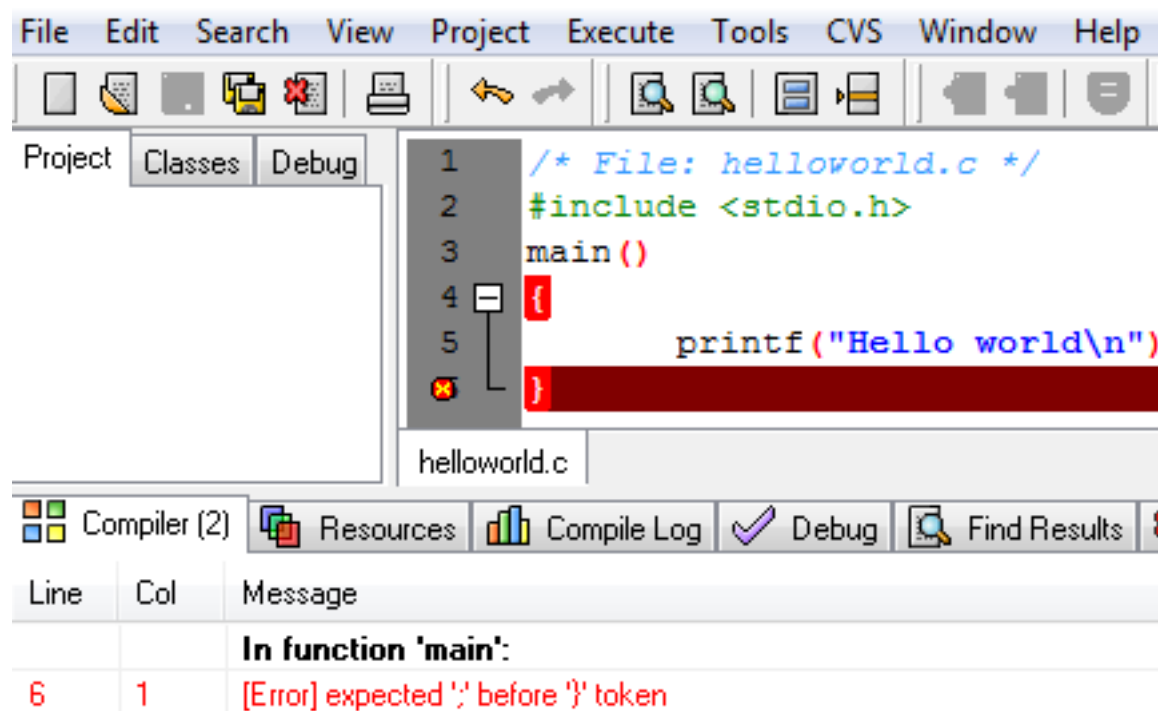 File Edit Search View Project Execute Tools CVS Window Help
Project Classes Debug
1 /* File: helloworld.c */
2 #include <stdio.h>
3 main()
4 {
5 printf("Hello world\n")
}
helloworld.c
Compiler (2) Resources Compile Log Debug Find Results
Line Col Message
In function 'main':
6 1 [Error] expected ';' before '}' token